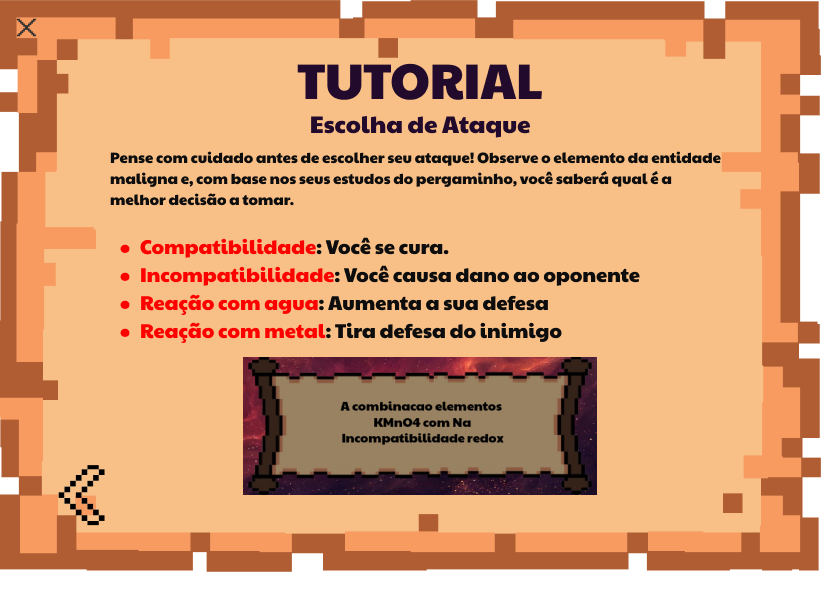 TUTORIAL
Escolha de Ataque
Pense com cuidado antes de escolher seu ataque! Observe o elemento da entidade
maligna e, com base nos seus estudos do pergaminho, você saberá qual é a
melhor decisão a tomar.
• Compatibilidade: Você se cura.
• Incompatibilidade: Você causa dano ao oponente
• Reação com agua: Aumenta a sua defesa
• Reação com metal: Tira defesa do inimigo
A combinacao elementos
KMnO4 com Na
Incompatibilidade redox